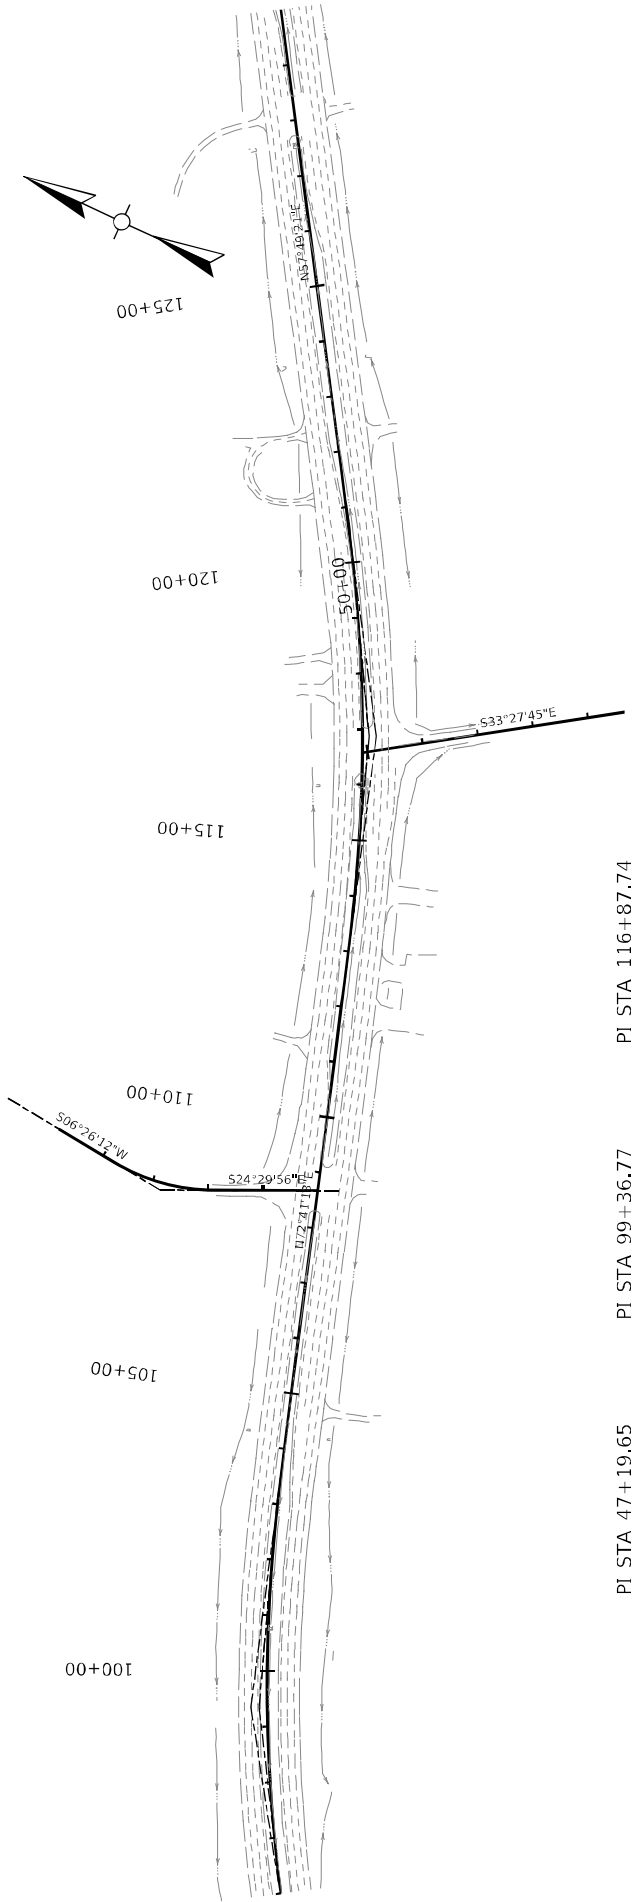 N57°49'21"E
125+00
120+00
50+00
S33°27'45"E
115+00
PI STA 116+87.74
110+00
S06°26'12"W
S24°29'56"E
N72°41'18"E
PI STA 99+36.77
105+00
PI STA 47+19.65
100+00